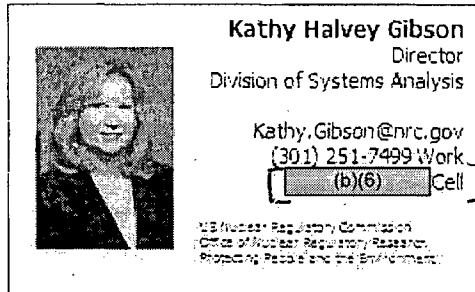 Kathy Halvey Gibson
Director
Division of Systems Analysis
Kathy.Gibson@nrc.gov
(301) 251-7499 Work
(b)(6) Cell
US Nuclear Regulatory Commission
Office of Nuclear Regulatory Research
Protecting People and the Environment